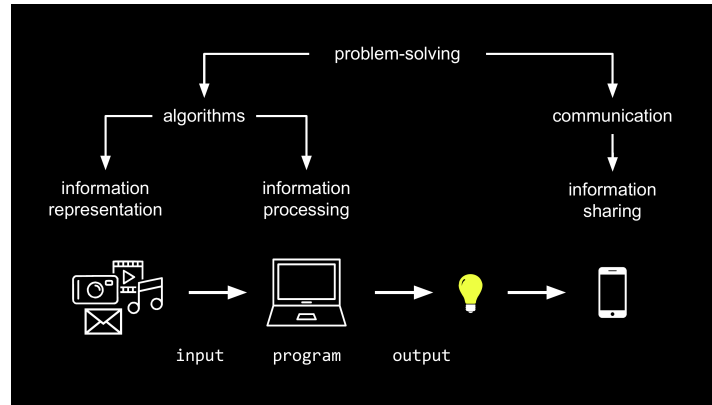 problem-solving
algorithms
communication
information
representation
information
processing
information
sharing
input
program
output